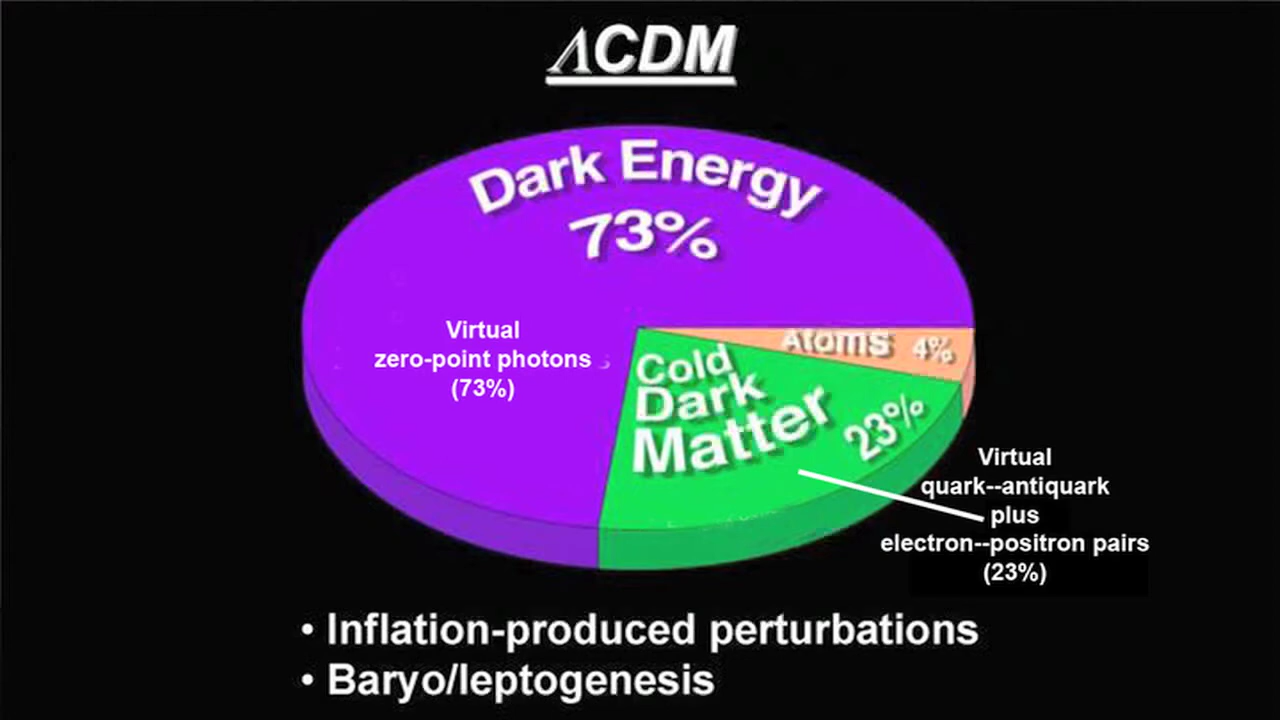 ΛCDM
Dark Energy
73%
Virtual
zero-point photons
(73%)
Atoms 4%
Cold
Dark
Matter
23%
Virtual
quark--antiquark
plus
electron--positron pairs
(23%)
• Inflation-produced perturbations
• Baryo/leptogenesis